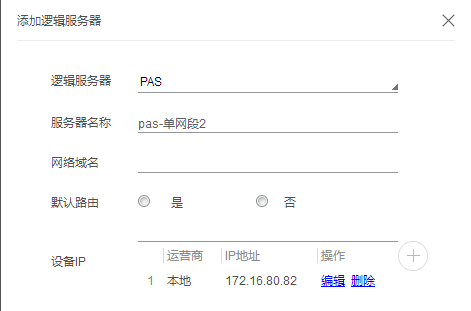 添加逻辑服务器
逻辑服务器 PAS
服务器名称 pas-单网段2
网络域名
默认路由 是 否
设备IP
运营商 IP地址 操作
1 本地 172.16.80.82 编辑 删除